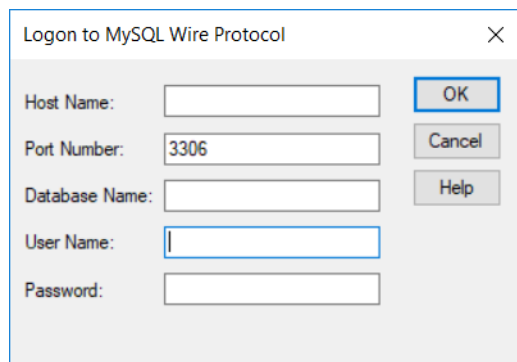 Logon to MySQL Wire Protocol
Host Name:
OK
Port Number: 3306
Cancel
Database Name:
Help
User Name:
Password: